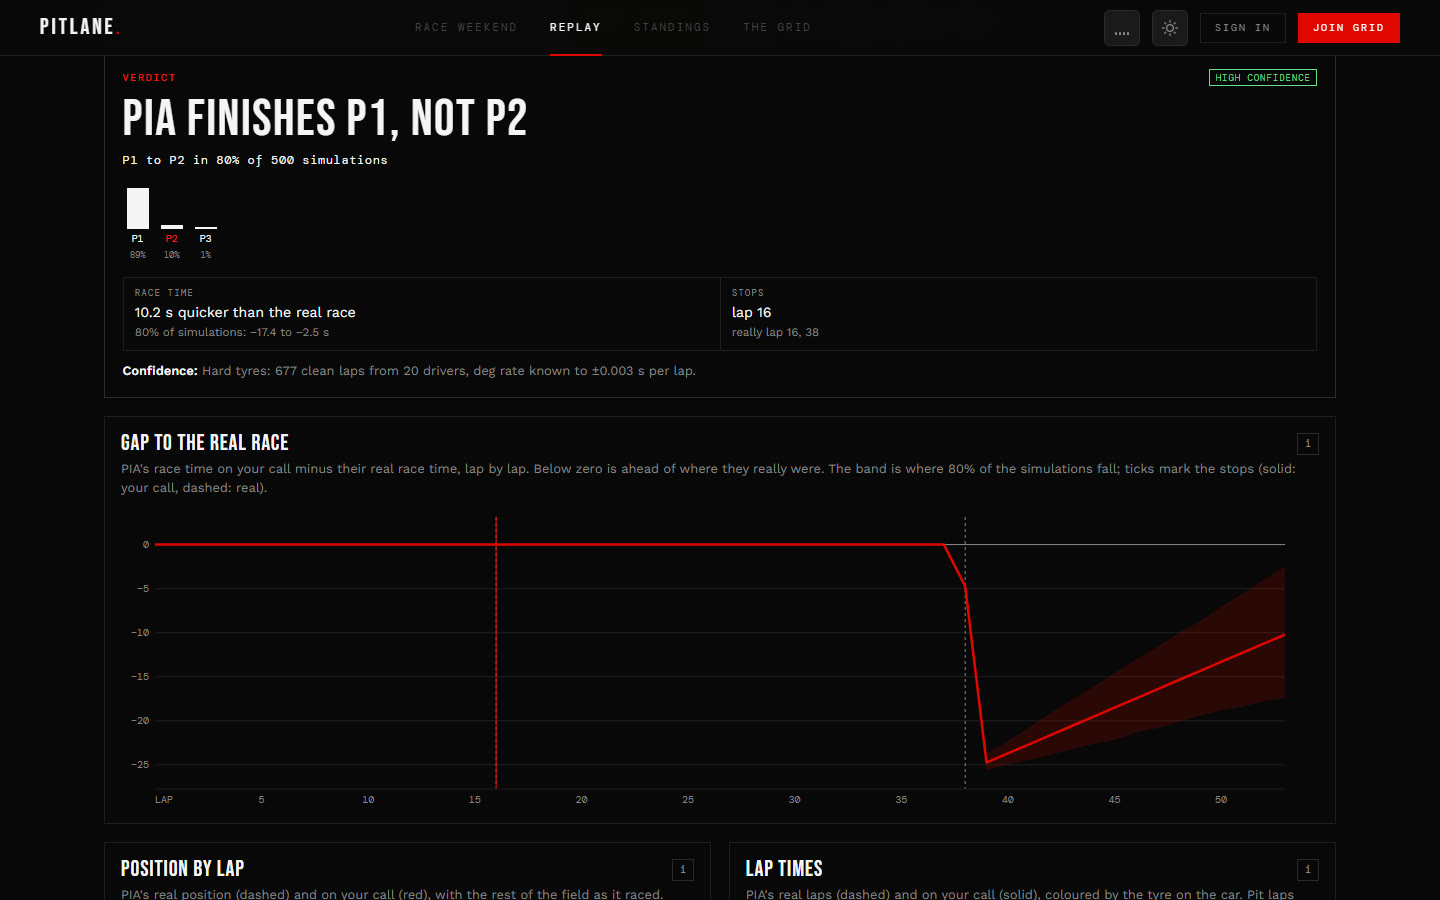 PITLANE.
RACE WEEKEND
REPLAY
STANDINGS
THE GRID
SIGN IN
JOIN GRID
VERDICT
HIGH CONFIDENCE
PIA FINISHES P1, NOT P2
P1 to P2 in 80% of 500 simulations
P1 P2 P3
89% 10% 1%
RACE TIME
10.2 s quicker than the real race
80% of simulations: −17.4 to −2.5 s
STOPS
lap 16
really lap 16, 38
Confidence: Hard tyres: 677 clean laps from 20 drivers, deg rate known to ±0.003 s per lap.
GAP TO THE REAL RACE
i
PIA's race time on your call minus their real race time, lap by lap. Below zero is ahead of where they really were. The band is where 80% of the simulations fall; ticks mark the stops (solid:
your call, dashed: real).
0
−5
−10
−15
−20
−25
LAP 5 10 15 20 25 30 35 40 45 50
POSITION BY LAP
i
PIA's real position (dashed) and on your call (red), with the rest of the field as it raced.
LAP TIMES
i
PIA's real laps (dashed) and on your call (solid), coloured by the tyre on the car. Pit laps